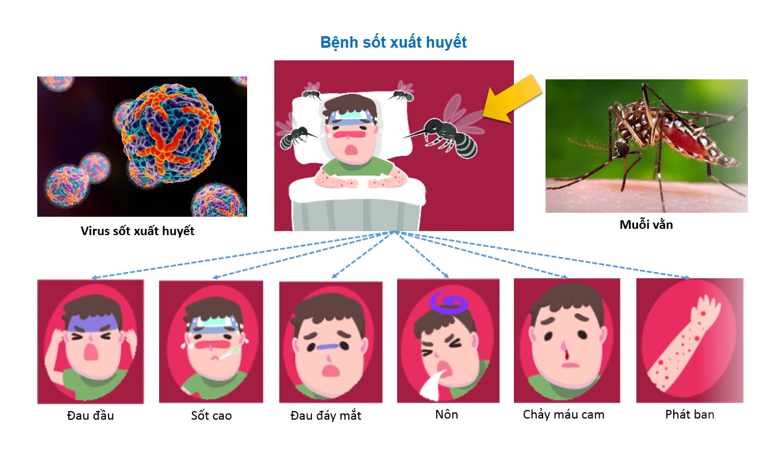 Bệnh sốt xuất huyết
Virus sốt xuất huyết
Muỗi vằn
Đau đầu
Sốt cao
Đau đáy mắt
Nôn
Chảy máu cam
Phát ban